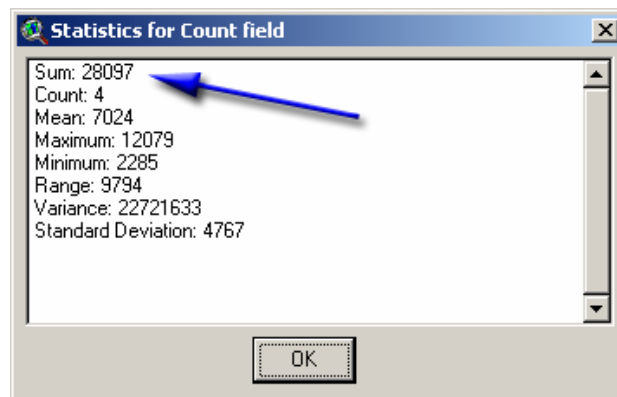 Statistics for Count field
Sum: 28097
Count: 4
Mean: 7024
Maximum: 12079
Minimum: 2285
Range: 9794
Variance: 22721633
Standard Deviation: 4767
OK